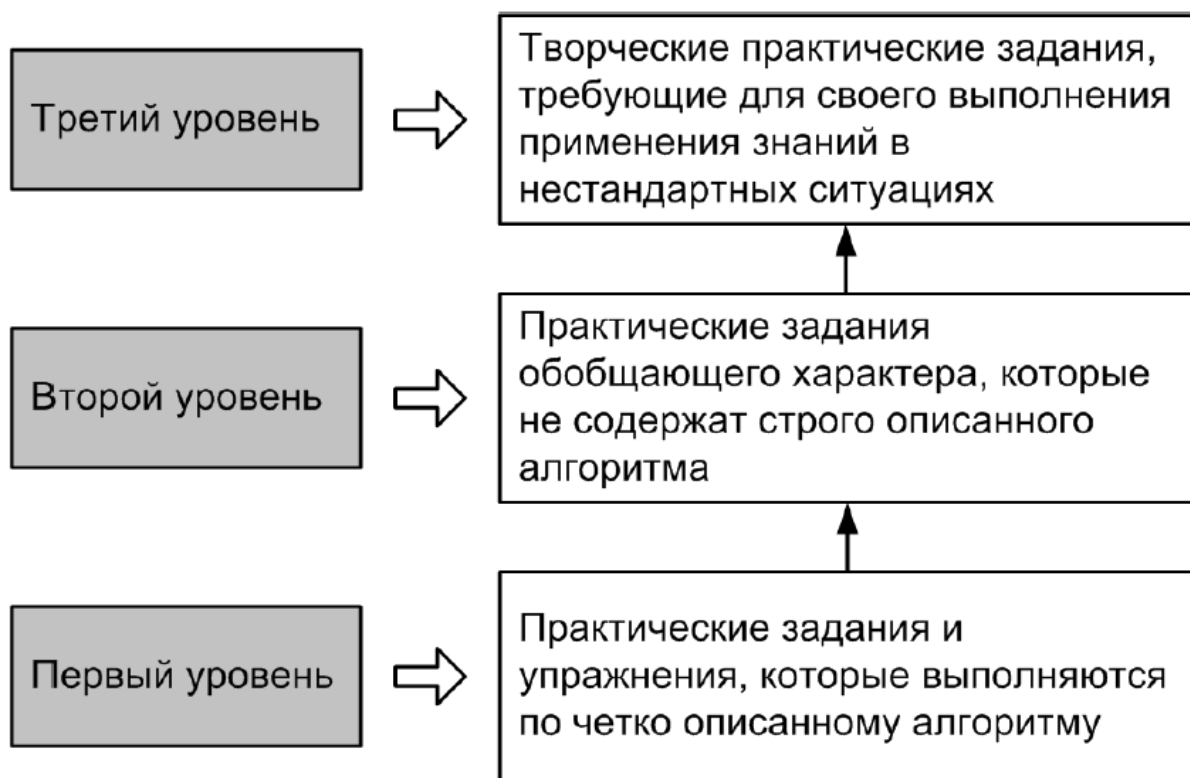 Третий уровень
Творческие практические задания,
требующие для своего выполнения
применения знаний в
нестандартных ситуациях
Второй уровень
Практические задания
обобщающего характера, которые
не содержат строго описанного
алгоритма
Первый уровень
Практические задания и
упражнения, которые выполняются
по четко описанному алгоритму